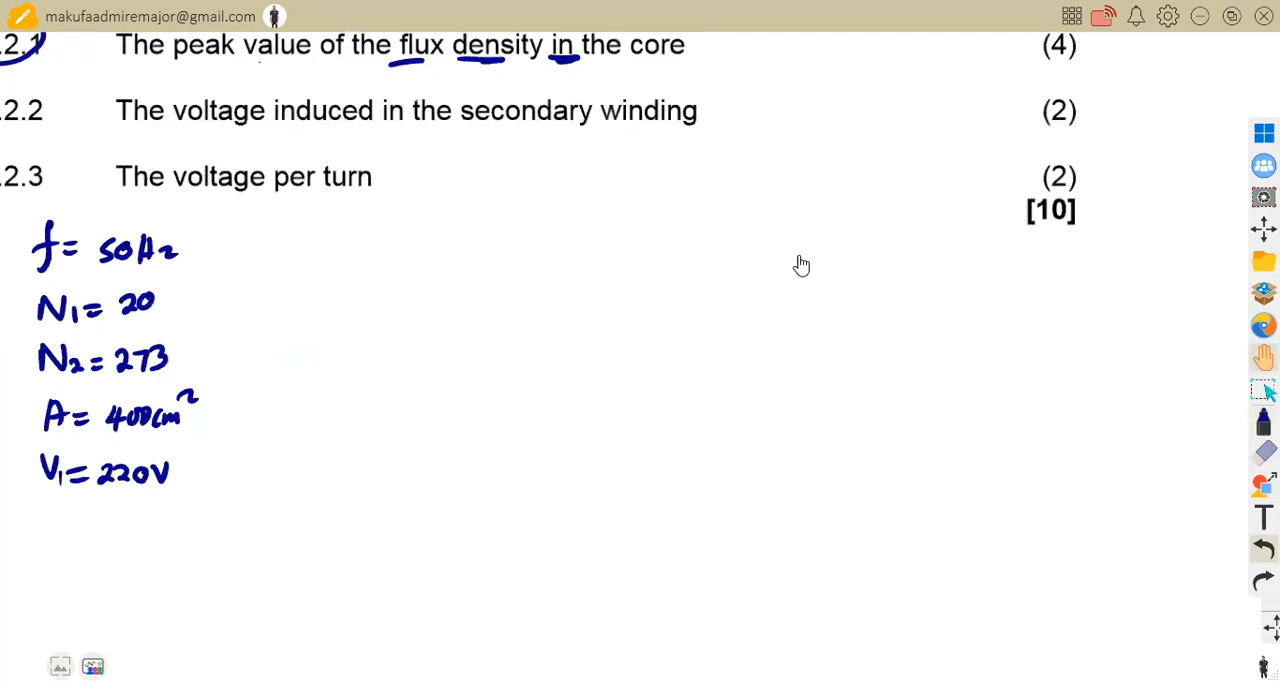 makufaadmiremajor@gmail.com
.2.1 The peak value of the flux density in the core (4)
.2.2 The voltage induced in the secondary winding (2)
.2.3 The voltage per turn (2)
[10]
f = 50Hz
N1 = 20
N2 = 273
A = 400cm²
V1 = 220V